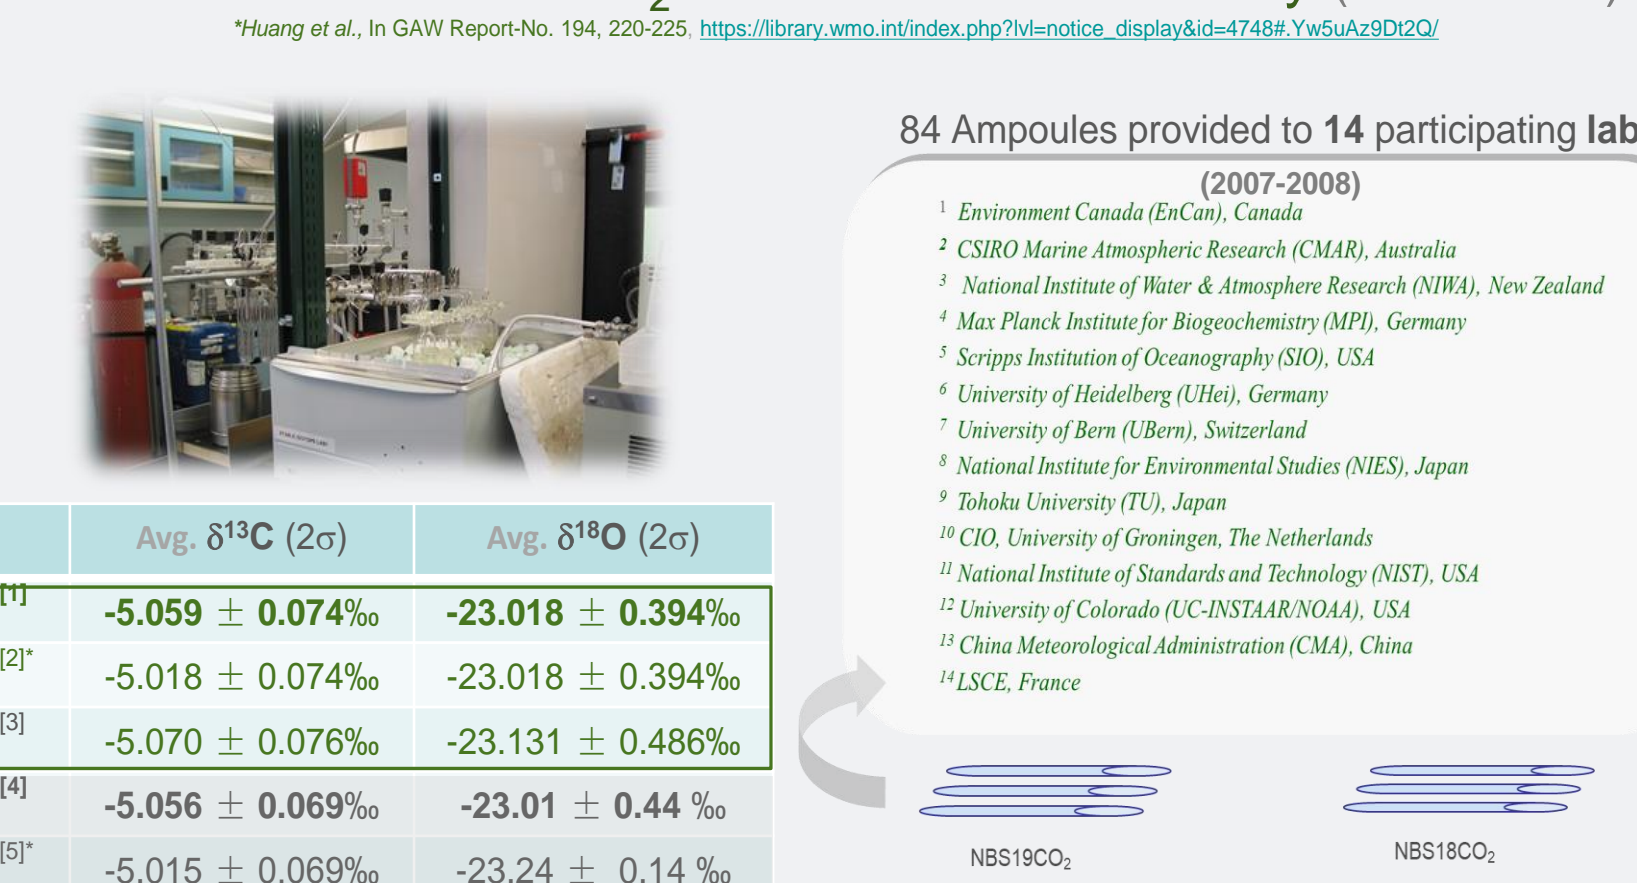 2
*Huang et al., In GAW Report-No. 194, 220-225, https://library.wmo.int/index.php?lvl=notice_display&id=4748#.Yw5uAz9Dt2Q/
84 Ampoules provided to 14 participating lab
(2007-2008)
1 Environment Canada (EnCan), Canada
2 CSIRO Marine Atmospheric Research (CMAR), Australia
3 National Institute of Water & Atmosphere Research (NIWA), New Zealand
4 Max Planck Institute for Biogeochemistry (MPI), Germany
5 Scripps Institution of Oceanography (SIO), USA
6 University of Heidelberg (UHei), Germany
7 University of Bern (UBern), Switzerland
8 National Institute for Environmental Studies (NIES), Japan
9 Tohoku University (TU), Japan
10 CIO, University of Groningen, The Netherlands
11 National Institute of Standards and Technology (NIST), USA
12 University of Colorado (UC-INSTAAR/NOAA), USA
13 China Meteorological Administration (CMA), China
14 LSCE, France
NBS19CO₂ NBS18CO₂
Avg. δ¹³C (2σ) Avg. δ¹⁸O (2σ)
[1] -5.059 ± 0.074‰ -23.018 ± 0.394‰
[2]* -5.018 ± 0.074‰ -23.018 ± 0.394‰
[3] -5.070 ± 0.076‰ -23.131 ± 0.486‰
[4] -5.056 ± 0.069‰ -23.01 ± 0.44 ‰
[5]* -5.015 ± 0.069‰ -23.24 ± 0.14 ‰